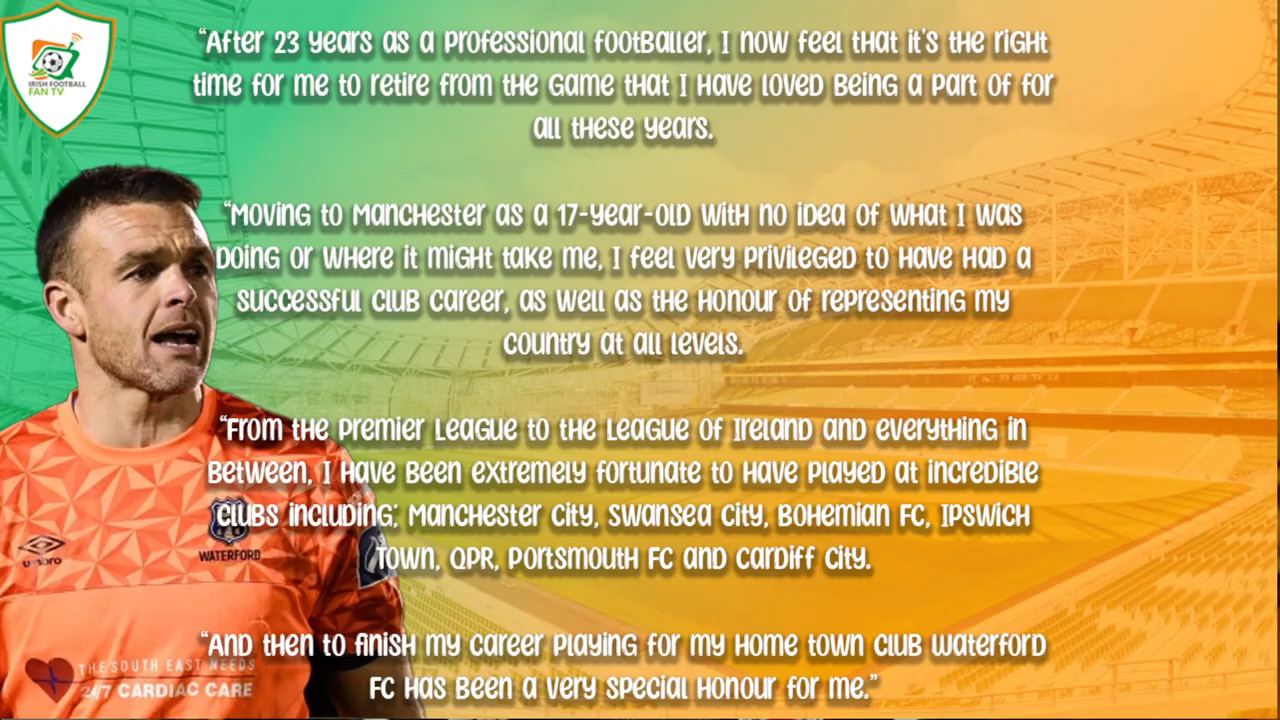 IRISH FOOTBALL
FAN TV
"After 23 years as a professional footballer, I now feel that it's the right
time for me to retire from the game that I have loved being a part of for
all these years.
"Moving to Manchester as a 17-year-old with no idea of what I was
doing or where it might take me, I feel very privileged to have had a
successful club career, as well as the honour of representing my
country at all levels.
"From the Premier League to the League of Ireland and everything in
between, I have been extremely fortunate to have played at incredible
clubs including; Manchester City, Swansea City, Bohemian FC, Ipswich
Town, QPR, Portsmouth FC and Cardiff City.
"And then to finish my career playing for my home town club Waterford
FC has been a very special honour for me."
umbro
WATERFORD
THE SOUTH EAST NEEDS
24/7 CARDIAC CARE